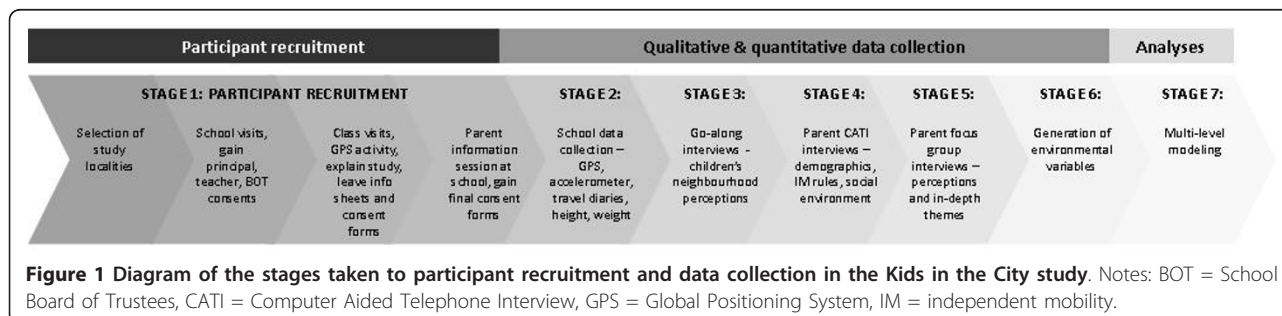 Participant recruitment
Qualitative & quantitative data collection
Analyses
STAGE 1: PARTICIPANT RECRUITMENT
Selection of
study
localities
School visits,
gain
principal,
teacher, BOT
consents
Class visits,
GPS activity,
explain study,
leave info
sheets and
consent
forms
Parent
information
session at
school, gain
final consent
forms
STAGE 2:
School data
collection –
GPS,
accelerometer,
travel diaries,
height, weight
STAGE 3:
Go-along
interviews -
children's
neighbourhood
perceptions
STAGE 4:
Parent CATI
interviews –
demographics,
IM rules, social
environment
STAGE 5:
Parent focus
group
interviews –
perceptions
and in-depth
themes
STAGE 6:
Generation of
environmental
variables
STAGE 7:
Multi-level
modeling
Figure 1 Diagram of the stages taken to participant recruitment and data collection in the Kids in the City study. Notes: BOT = School
Board of Trustees, CATI = Computer Aided Telephone Interview, GPS = Global Positioning System, IM = independent mobility.